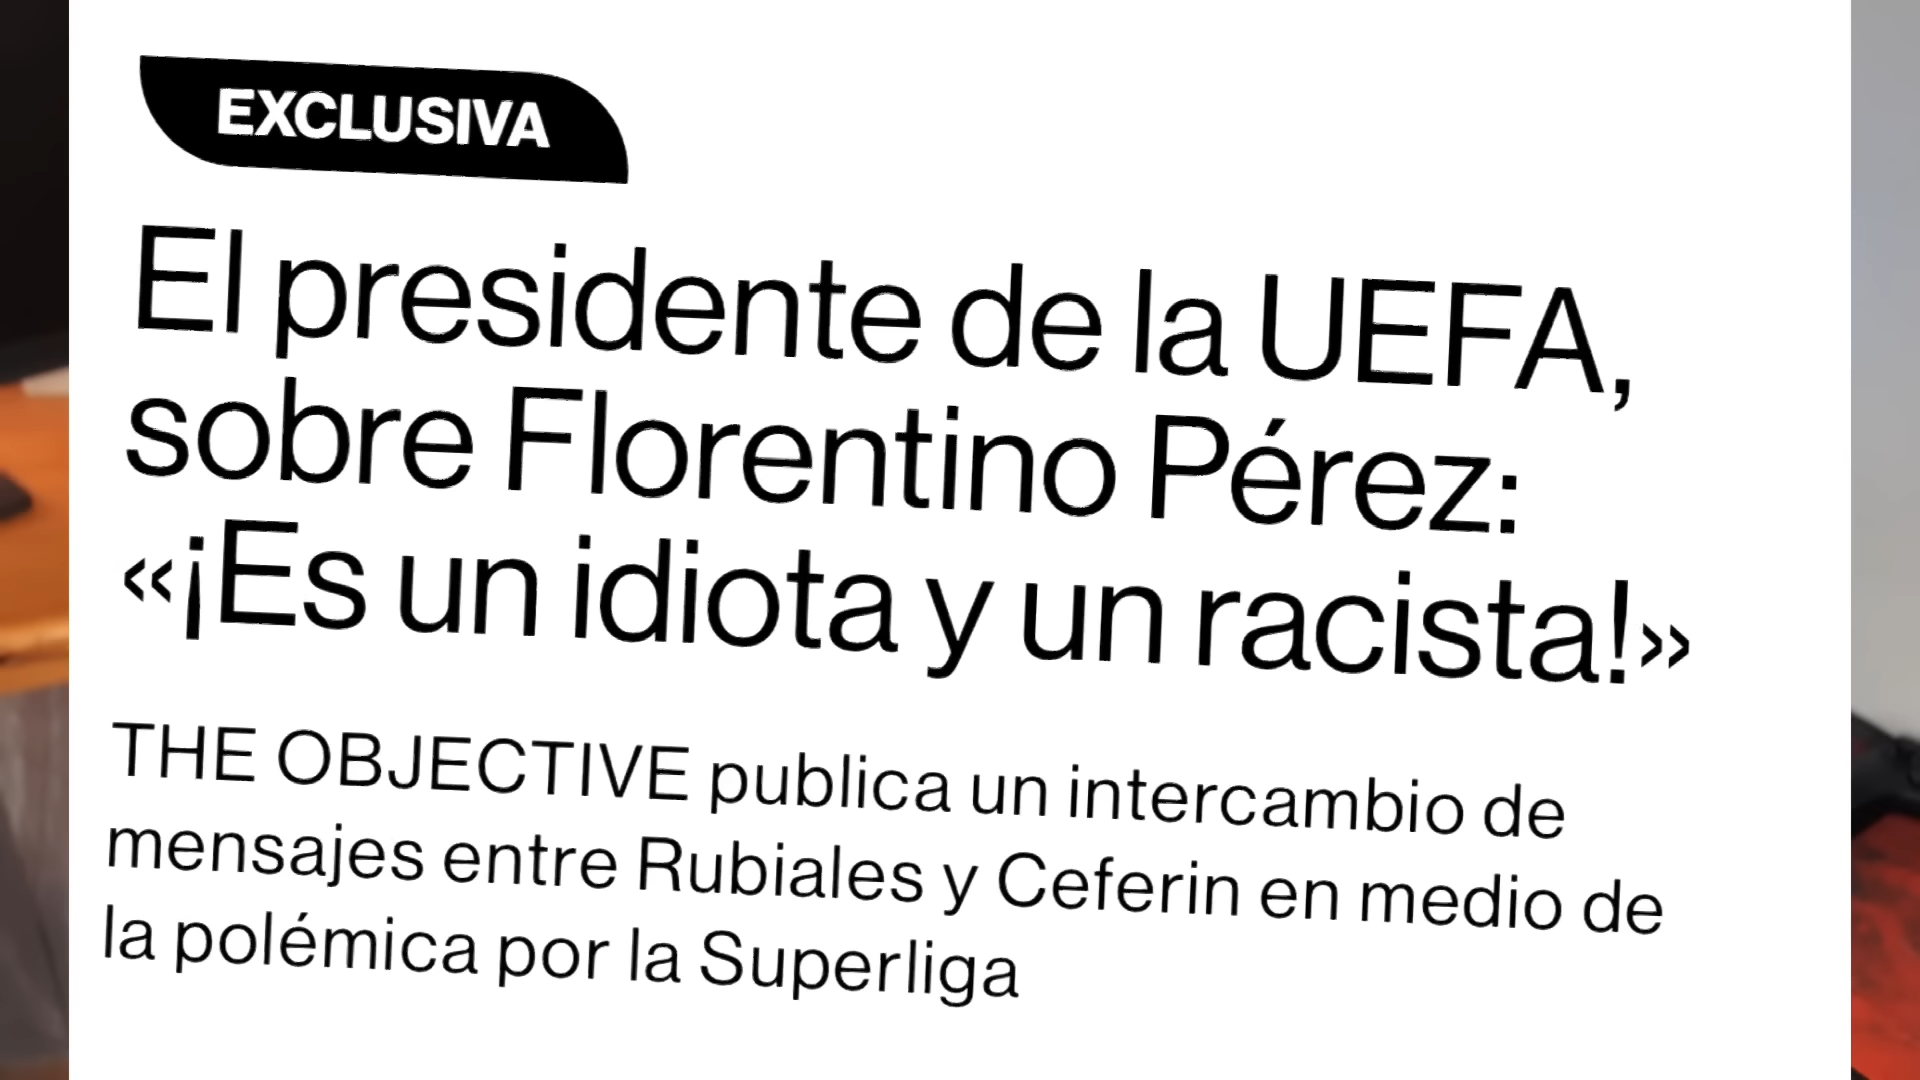 EXCLUSIVA
El presidente de la UEFA,
sobre Florentino Pérez:
«¡Es un idiota y un racista!»
THE OBJECTIVE publica un intercambio de
mensajes entre Rubiales y Ceferin en medio de
la polémica por la Superliga